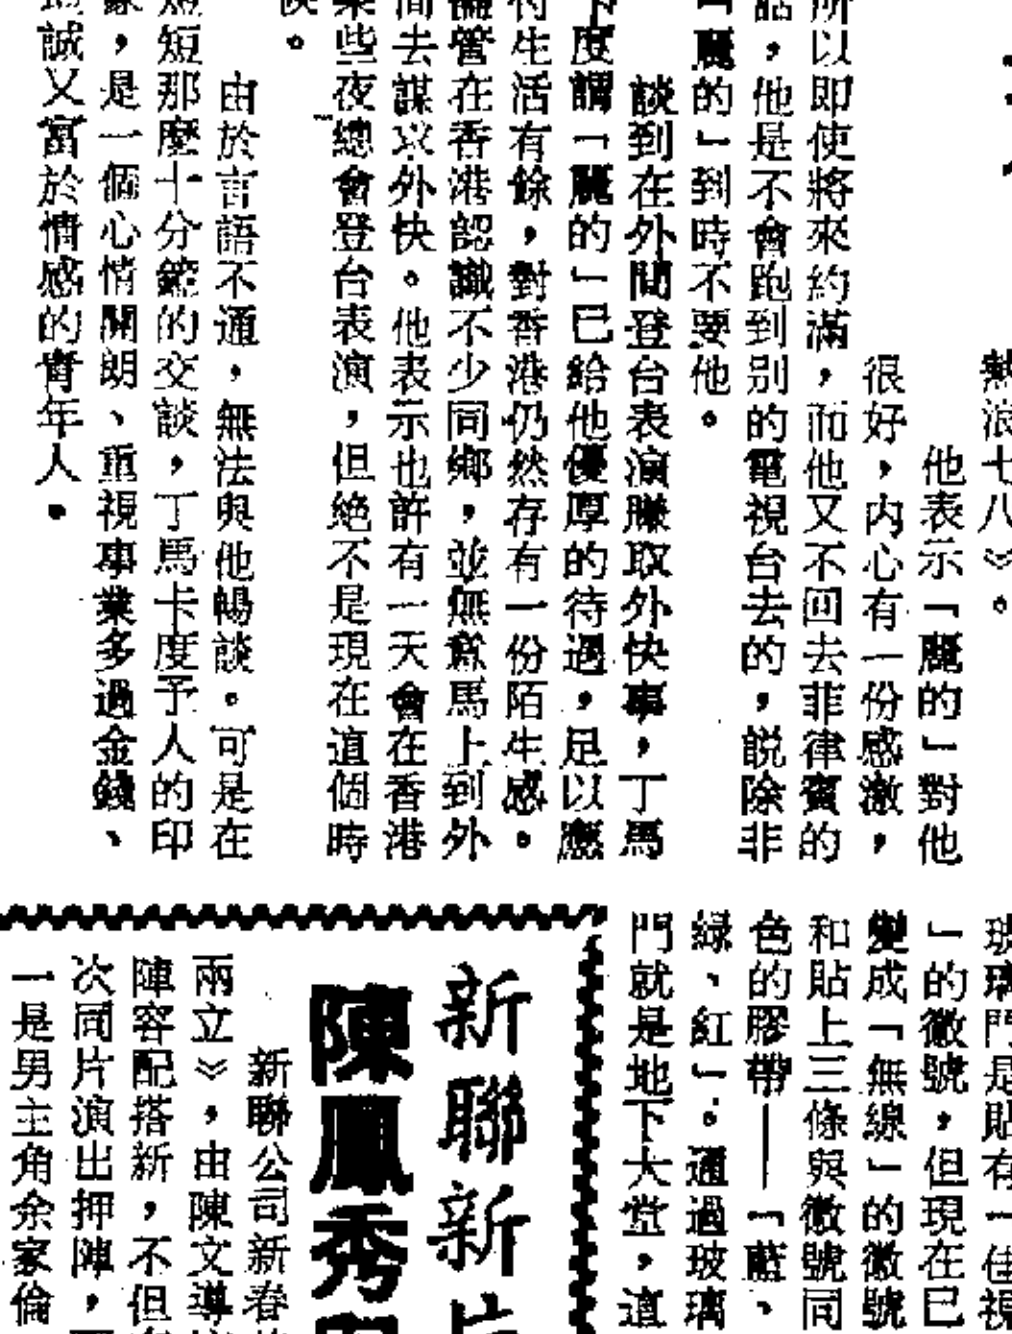 熱浪七八》。
他表示「麗的」對他
很好，内心有一份感激，
所以即使將來約滿，而他又不回去菲律賓的
話，他是不會跑到別的電視台去的，説除非
「麗的」到時不要他。
談到在外間登台表演賺取外快事，丁馬
卡度謂「麗的」已給他優厚的待遇，足以應
付生活有餘，對香港仍然存有一份陌生感。
儘管在香港認識不少同鄉，並無意馬上到外
間去謀求外快。他表示也許有一天會在香港
某些夜總會登台表演，但絶不是現在這個時
候。
由於言語不通，無法與他暢談。可是在
短短那麼十分鐘的交談，丁馬卡度予人的印
象，是一個心情開朗、重視事業多過金錢、
誠又富於情感的青年人。
玻璃門是貼有一佳視
」的徽號，但現在已
變成「無線」的徽號
和貼上三條與徽號同
色的膠帶——「藍、
緑、紅」。通過玻璃
門就是地下大堂，這
新聯新片
陳鳳秀
新聯公司新春
兩立》，由陳文導
陣容配搭新，不但
次同片演出押陣，
一是男主角余家倫